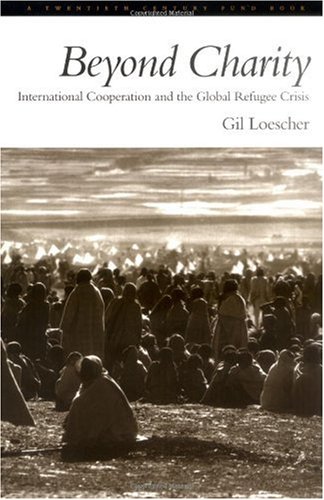 A TWENTIETH CENTURY FUND BOOK
Beyond Charity
International Cooperation and the Global Refugee Crisis
Gil Loescher